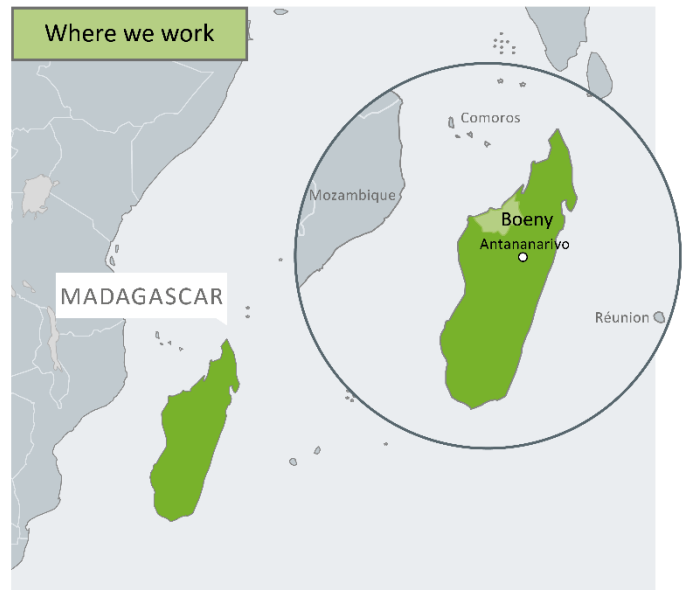 Where we work
Comoros
Mozambique
Boeny
Antananarivo
MADAGASCAR
Réunion